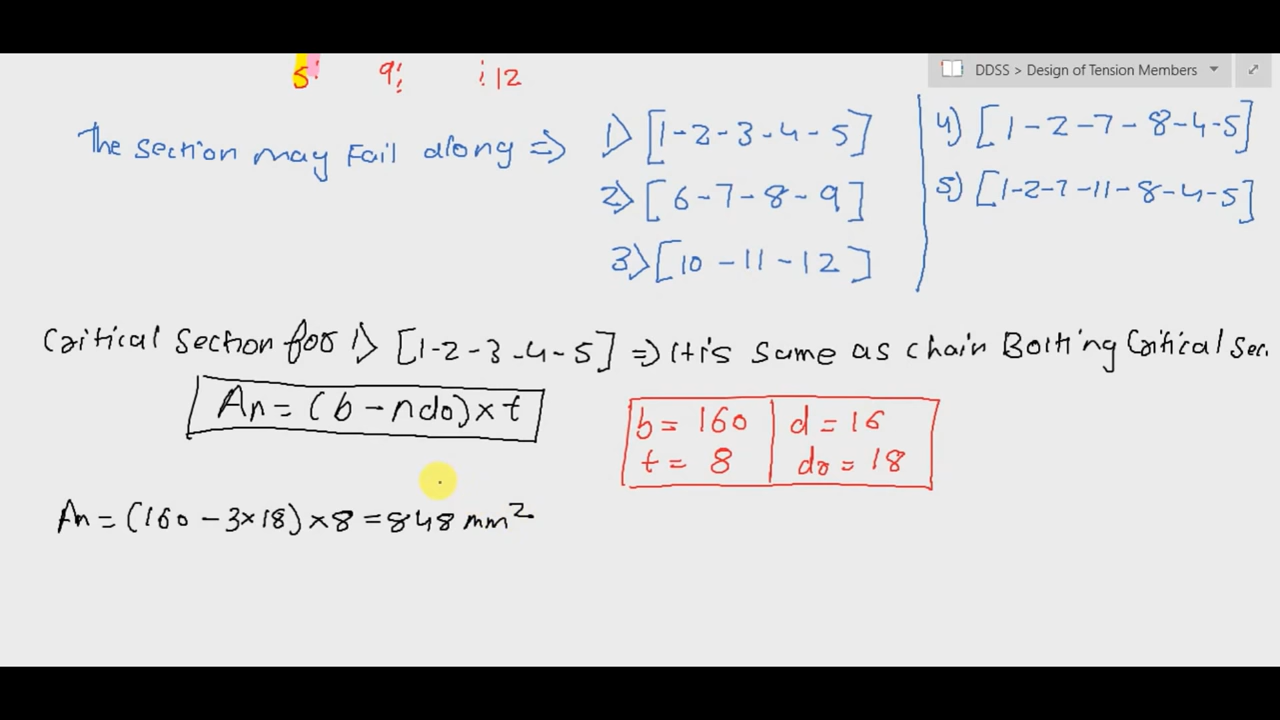 5 9 12
DDSS > Design of Tension Members
The section may Fail along ⇒ 1) [1-2-3-4-5]
2) [6-7-8-9]
3) [10-11-12]
4) [1-2-7-8-4-5]
5) [1-2-7-11-8-4-5]
Critical Section for 1) [1-2-3-4-5] ⇒ It is same as chain Bolting Critical Sec.
An = (b - ndo) × t
b = 160 d = 16
t = 8 do = 18
An = (160 - 3×18) × 8 = 848 mm²